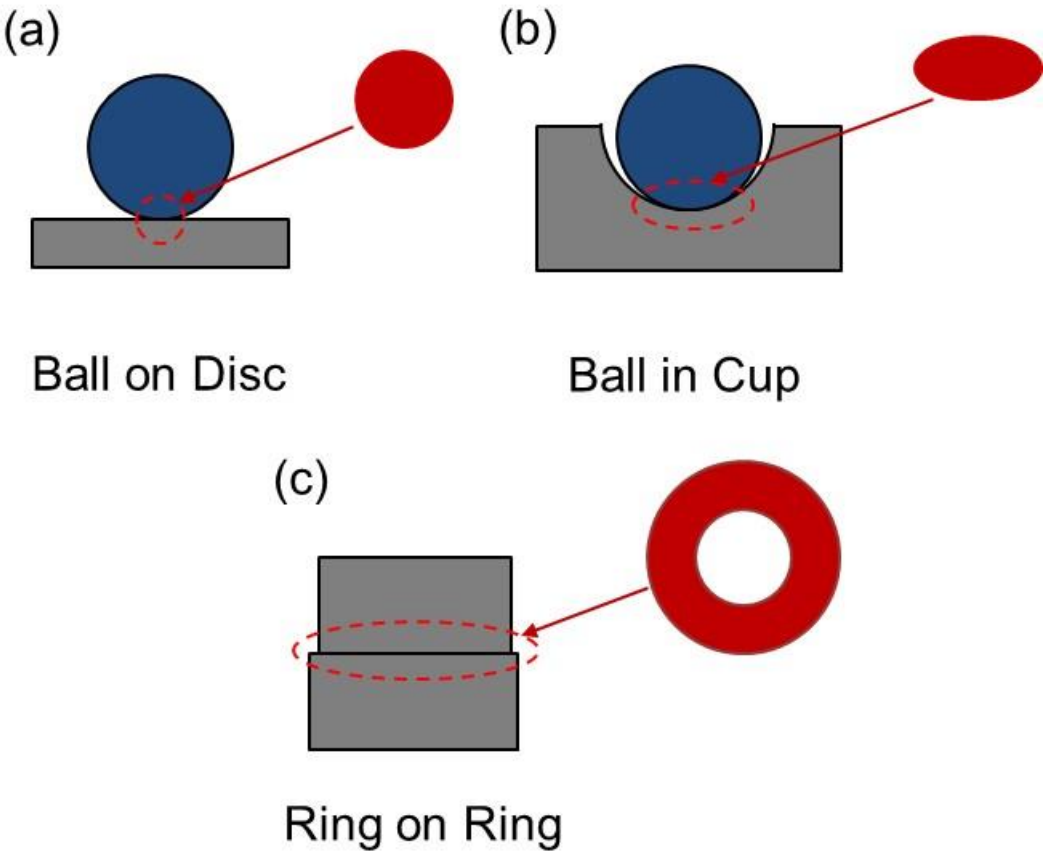 (a)
(b)
Ball on Disc
Ball in Cup
(c)
Ring on Ring